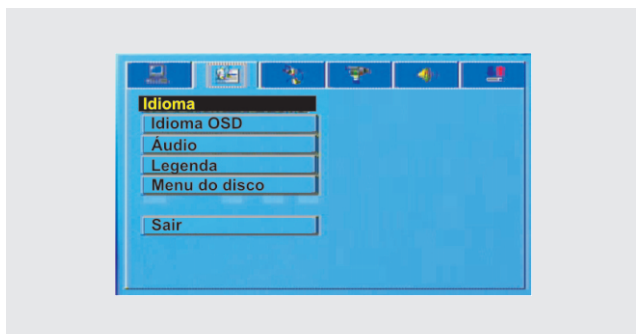 Idioma
Idioma OSD
Áudio
Legenda
Menu do disco
Sair